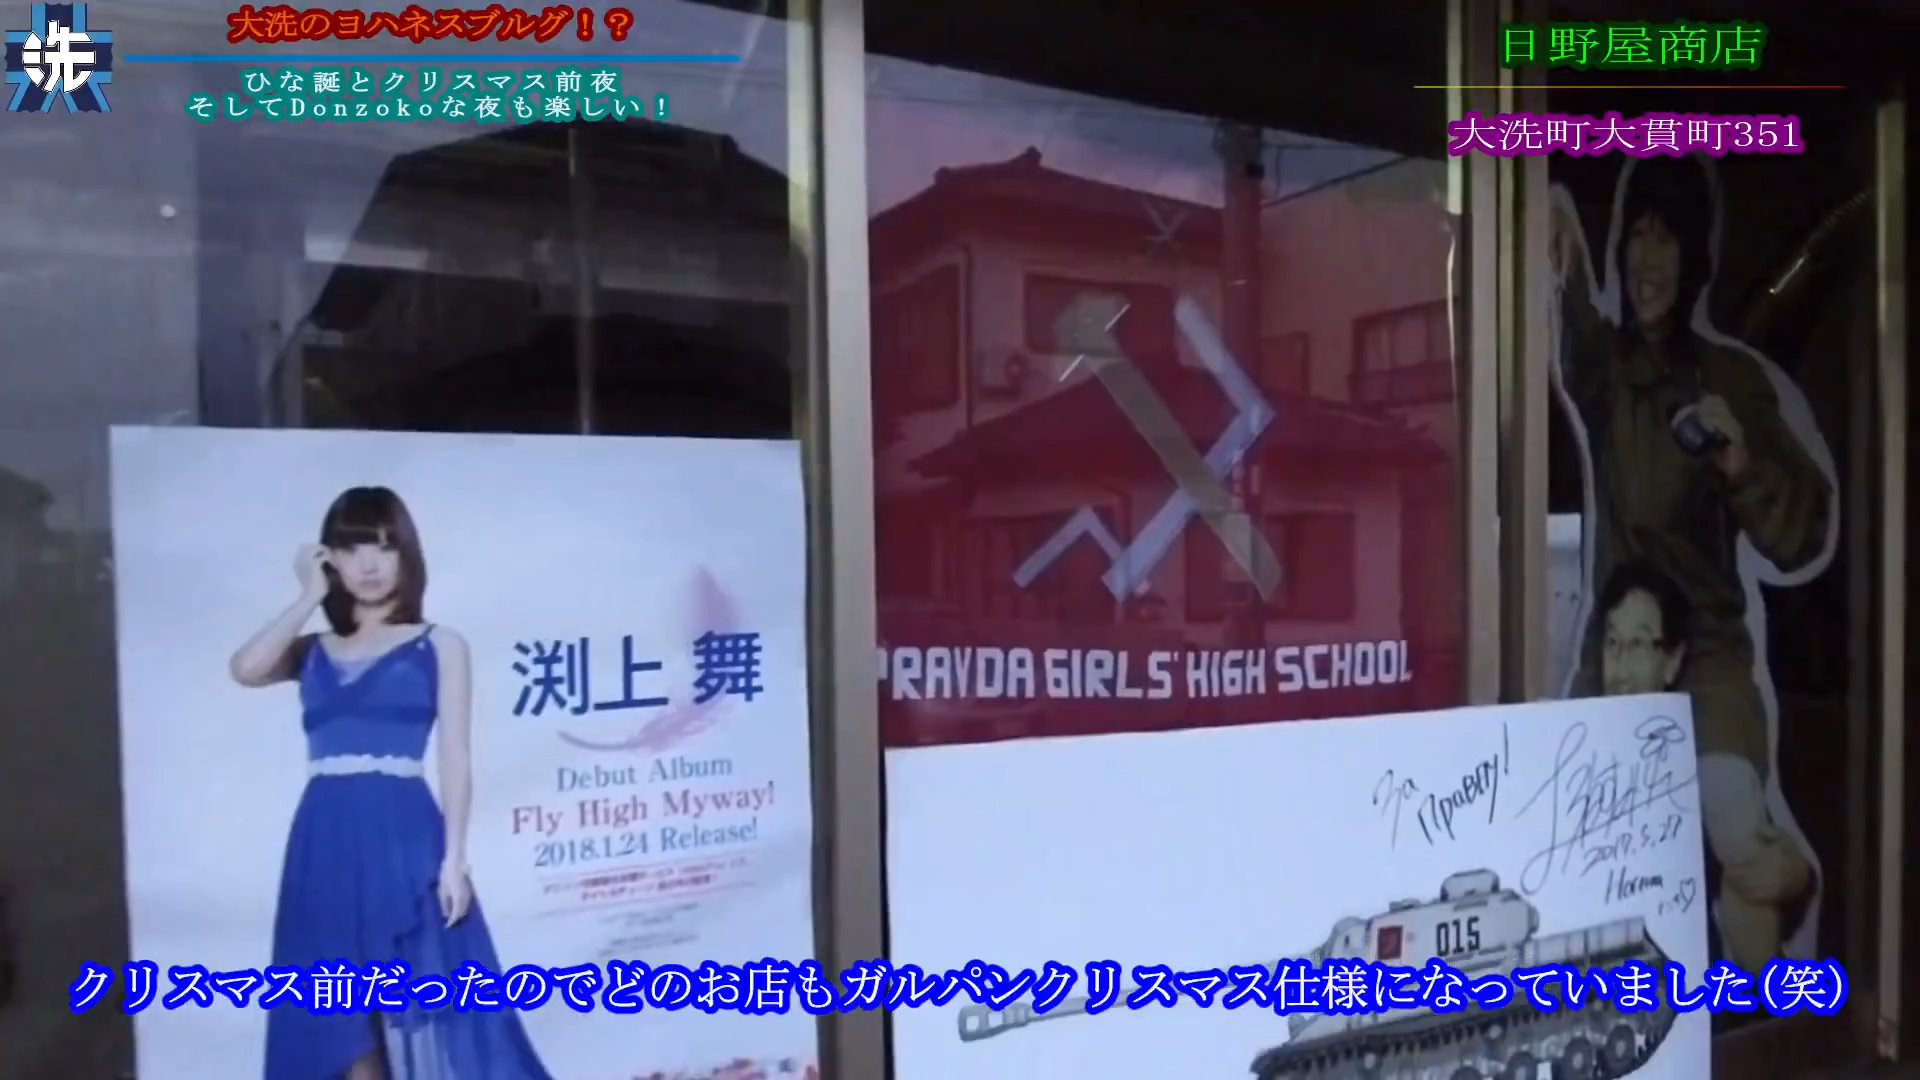 洗
大洗のヨハネスブルグ！？
ひな誕とクリスマス前夜
そしてDonzokoな夜も楽しい！
日野屋商店
大洗町大貫町351
渕上 舞
Debut Album
Fly High Myway!
2018.1.24 Release!
PRAVDA GIRLS' HIGH SCHOOL
За Правду!
2017.5.27
015
クリスマス前だったのでどのお店もガルパンクリスマス仕様になっていました（笑）